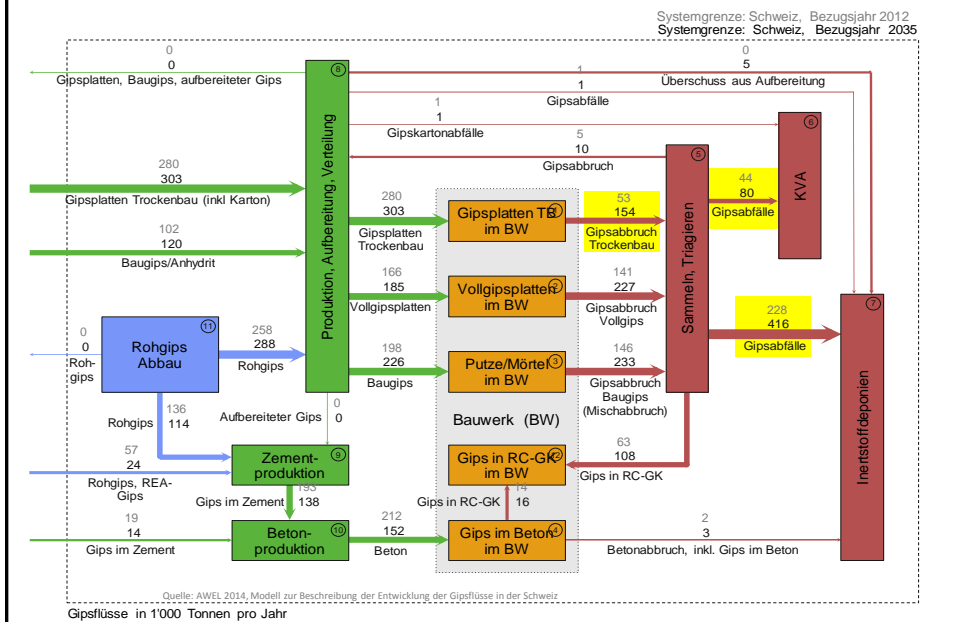 Systemgrenze: Schweiz, Bezugsjahr 2012
Systemgrenze: Schweiz, Bezugsjahr 2035
0
0
Gipsplatten, Baugips, aufbereiteter Gips
8
Produktion, Aufbereitung, Verteilung
0
5
Überschuss aus Aufbereitung
1
1
Gipsabfälle
1
1
Gipskartonabfälle
5
10
Gipsabbruch
6
KVA
5
Sammeln, Triagieren
44
80
Gipsabfälle
280
303
Gipsplatten Trockenbau (inkl Karton)
280
303
Gipsplatten
Trockenbau
Gipsplatten TB
im BW
53
154
Gipsabbruch
Trockenbau
102
120
Baugips/Anhydrit
166
185
Vollgipsplatten
Vollgipsplatten
im BW
2
141
227
Gipsabbruch
Vollgips
228
416
Gipsabfälle
7
Inertstoffdeponien
0
0
Roh-
gips
11
Rohgips
Abbau
258
288
Rohgips
198
226
Baugips
Putze/Mörtel
im BW
3
146
233
Gipsabbruch
Baugips
(Mischabbruch)
136
114
Rohgips
0
0
Aufbereiteter Gips
Bauwerk (BW)
57
24
Rohgips, REA-
Gips
Zement-
produktion
9
Gips in RC-GK
im BW
63
108
Gips in RC-GK
193
138
Gips im Zement
14
16
Gips in RC-GK
19
14
Gips im Zement
Beton-
produktion
10
212
152
Beton
Gips im Beton
im BW
4
2
3
Betonabbruch, inkl. Gips im Beton
Quelle: AWEL 2014, Modell zur Beschreibung der Entwicklung der Gipsflüsse in der Schweiz
Gipsflüsse in 1'000 Tonnen pro Jahr